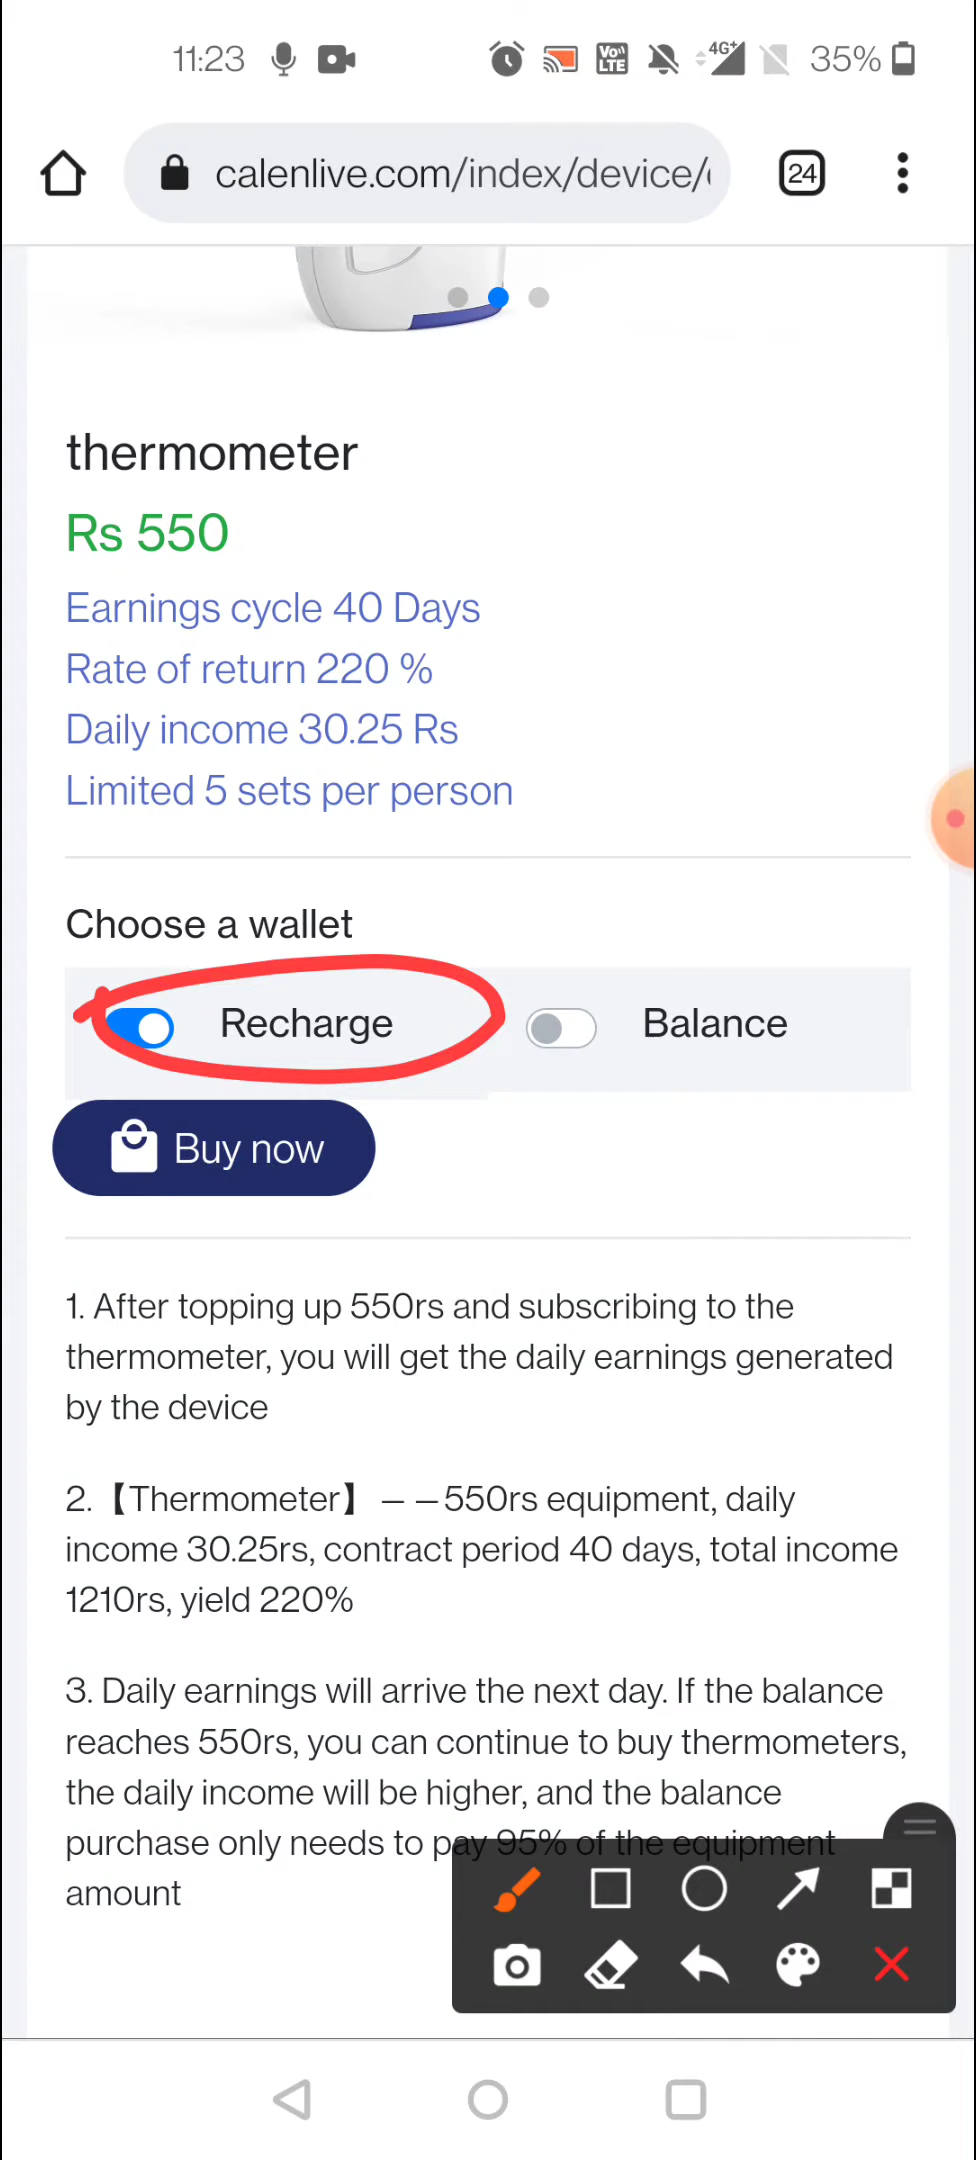 11:23
Vo LTE 4G+ 35%
calenlive.com/index/device/
24
thermometer
Rs 550
Earnings cycle 40 Days
Rate of return 220 %
Daily income 30.25 Rs
Limited 5 sets per person
Choose a wallet
Recharge Balance
Buy now
1. After topping up 550rs and subscribing to the
thermometer, you will get the daily earnings generated
by the device
2.【Thermometer】 — —550rs equipment, daily
income 30.25rs, contract period 40 days, total income
1210rs, yield 220%
3. Daily earnings will arrive the next day. If the balance
reaches 550rs, you can continue to buy thermometers,
the daily income will be higher, and the balance
purchase only needs to pay 95% of the equipment
amount